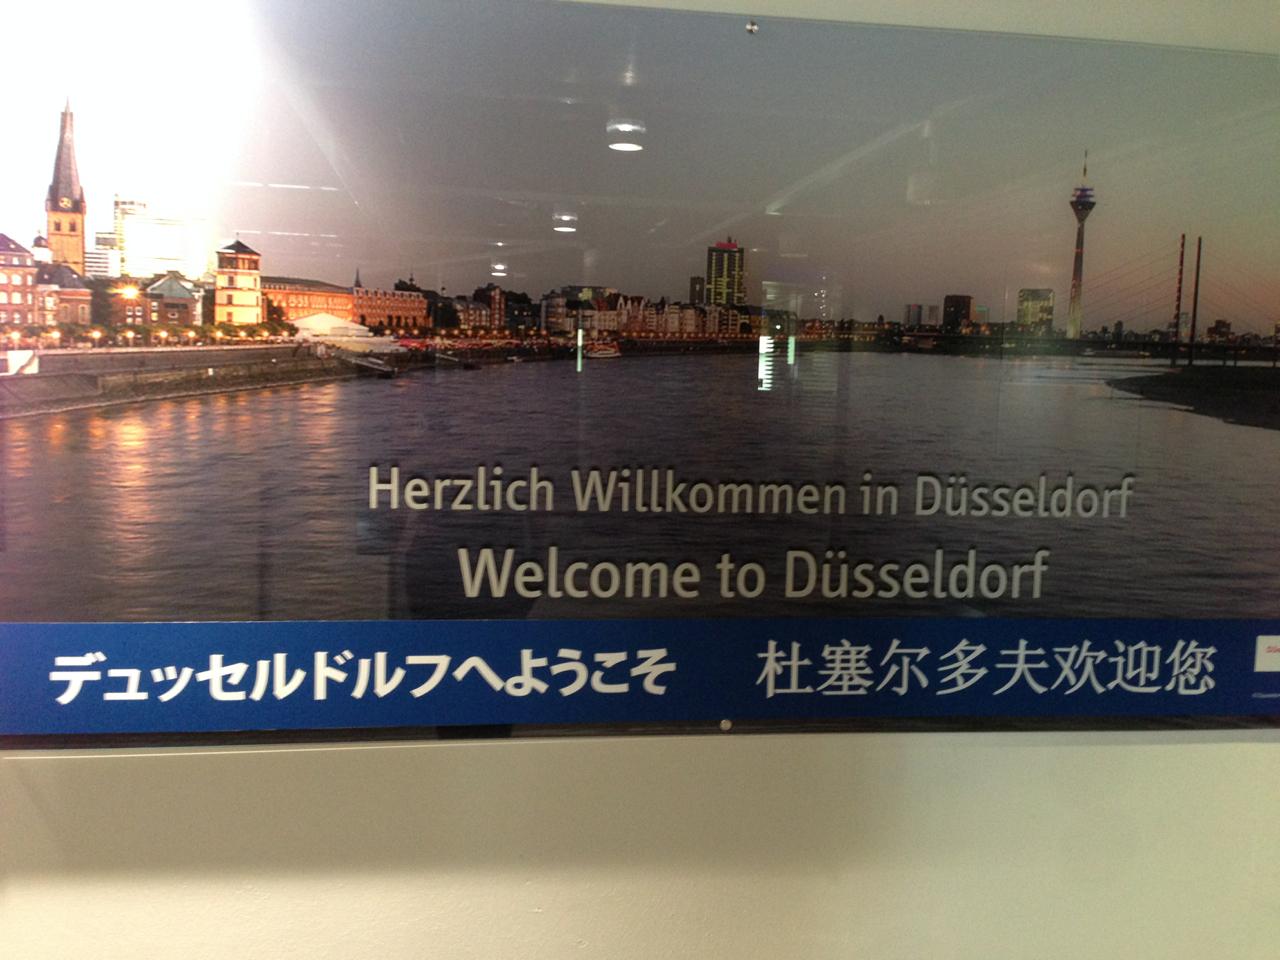 Herzlich Willkommen in Düsseldorf
Welcome to Düsseldorf
デュッセルドルフへようこそ 杜塞尔多夫欢迎您